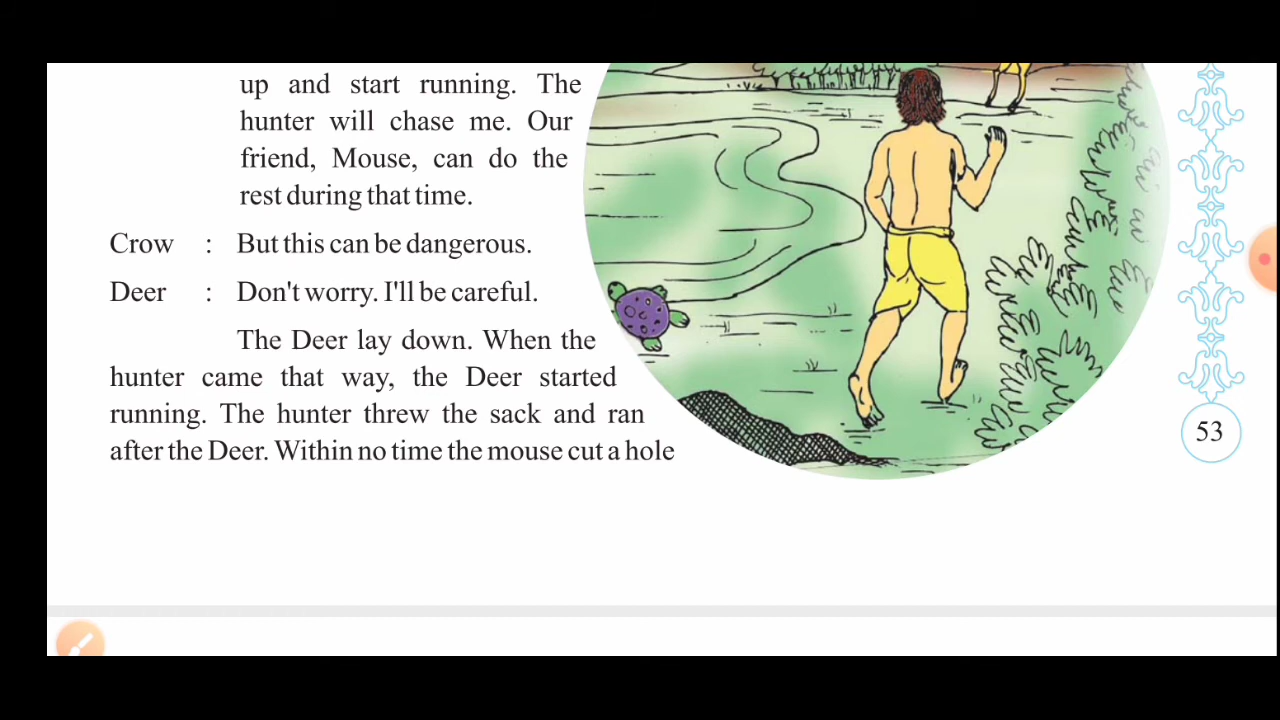 up and start running. The
hunter will chase me. Our
friend, Mouse, can do the
rest during that time.
Crow : But this can be dangerous.
Deer : Don't worry. I'll be careful.
The Deer lay down. When the
hunter came that way, the Deer started
running. The hunter threw the sack and ran
after the Deer. Within no time the mouse cut a hole
53